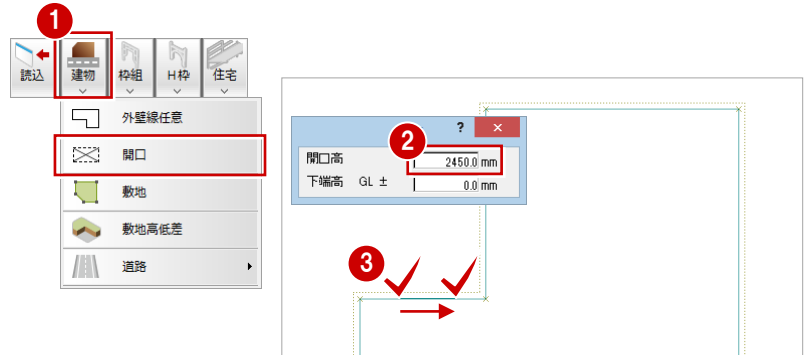 1
読込
建物
枠組
H枠
住宅
外壁線任意
開口
敷地
敷地高低差
道路
? ×
2
開口高 2450.0 mm
下端高 GL ± 0.0 mm
3